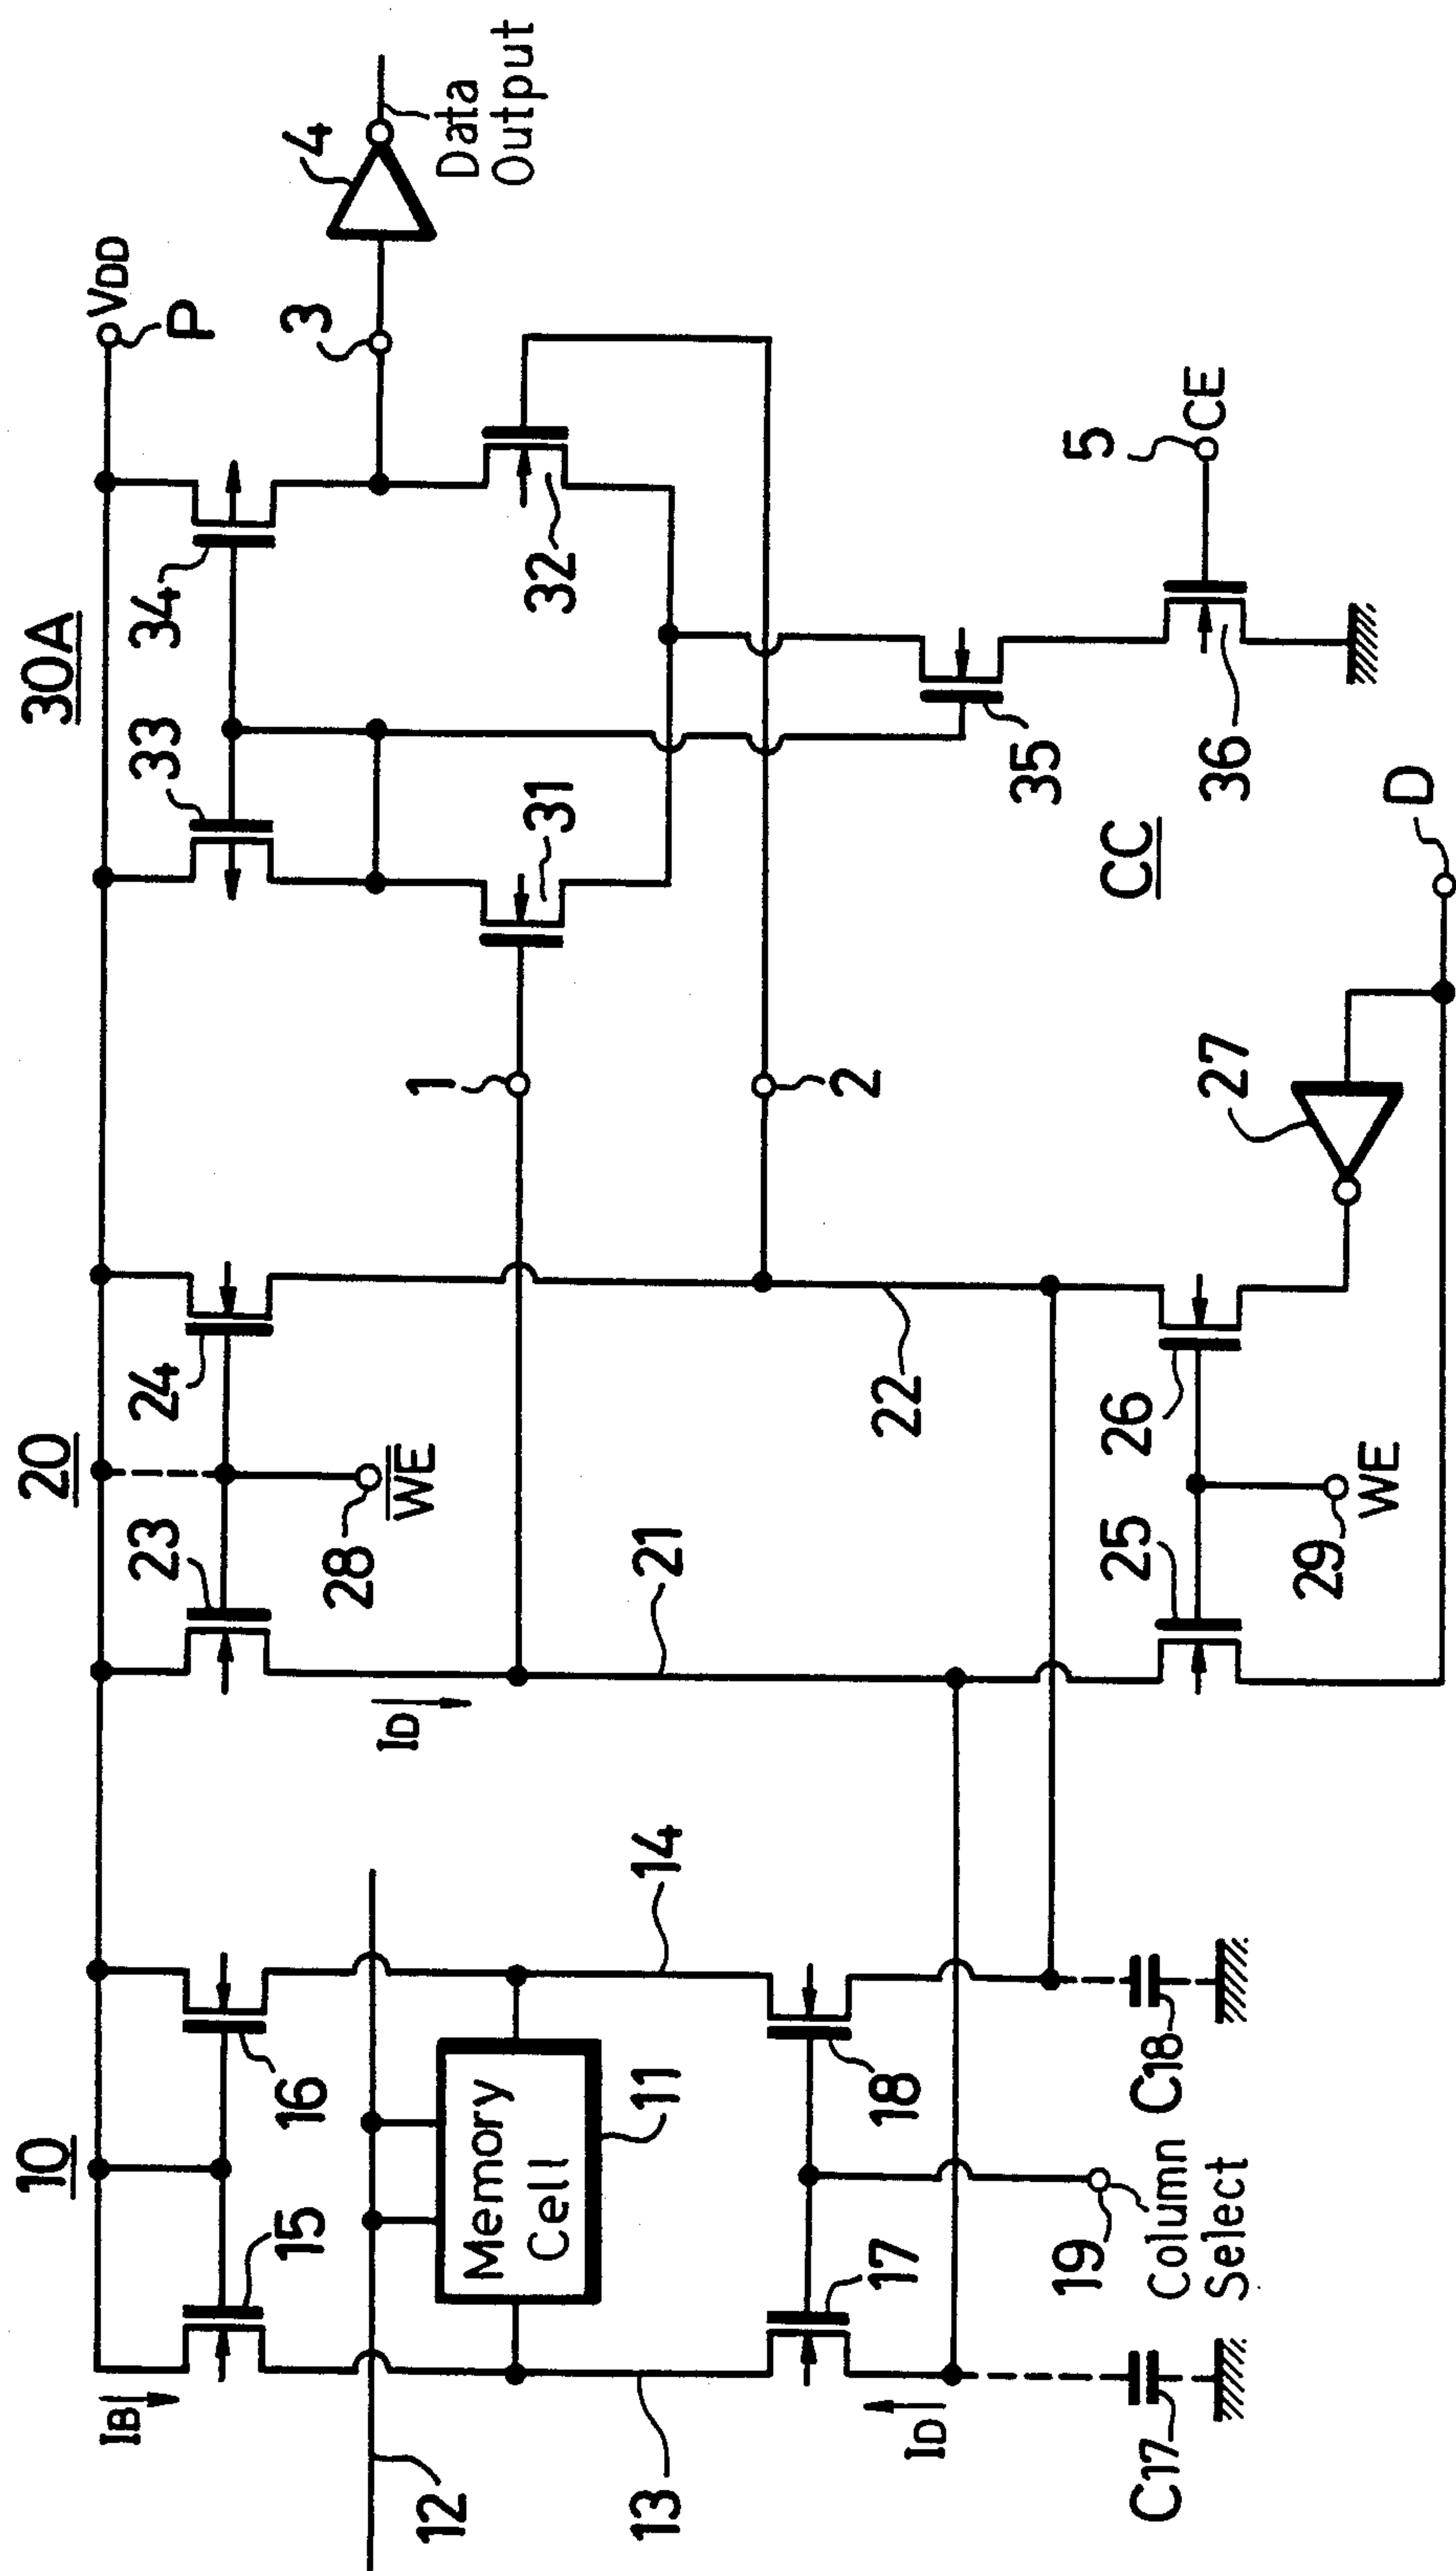 10
20
30A
VDD
P
IB
15
16
23
24
33
34
4
Data
Output
3
28
WE
ID
12
Memory
Cell
11
1
31
32
13
14
21
22
2
17
18
35
5
CE
ID
19
Column
Select
C17
C18
25
26
29
WE
27
CC
36
D